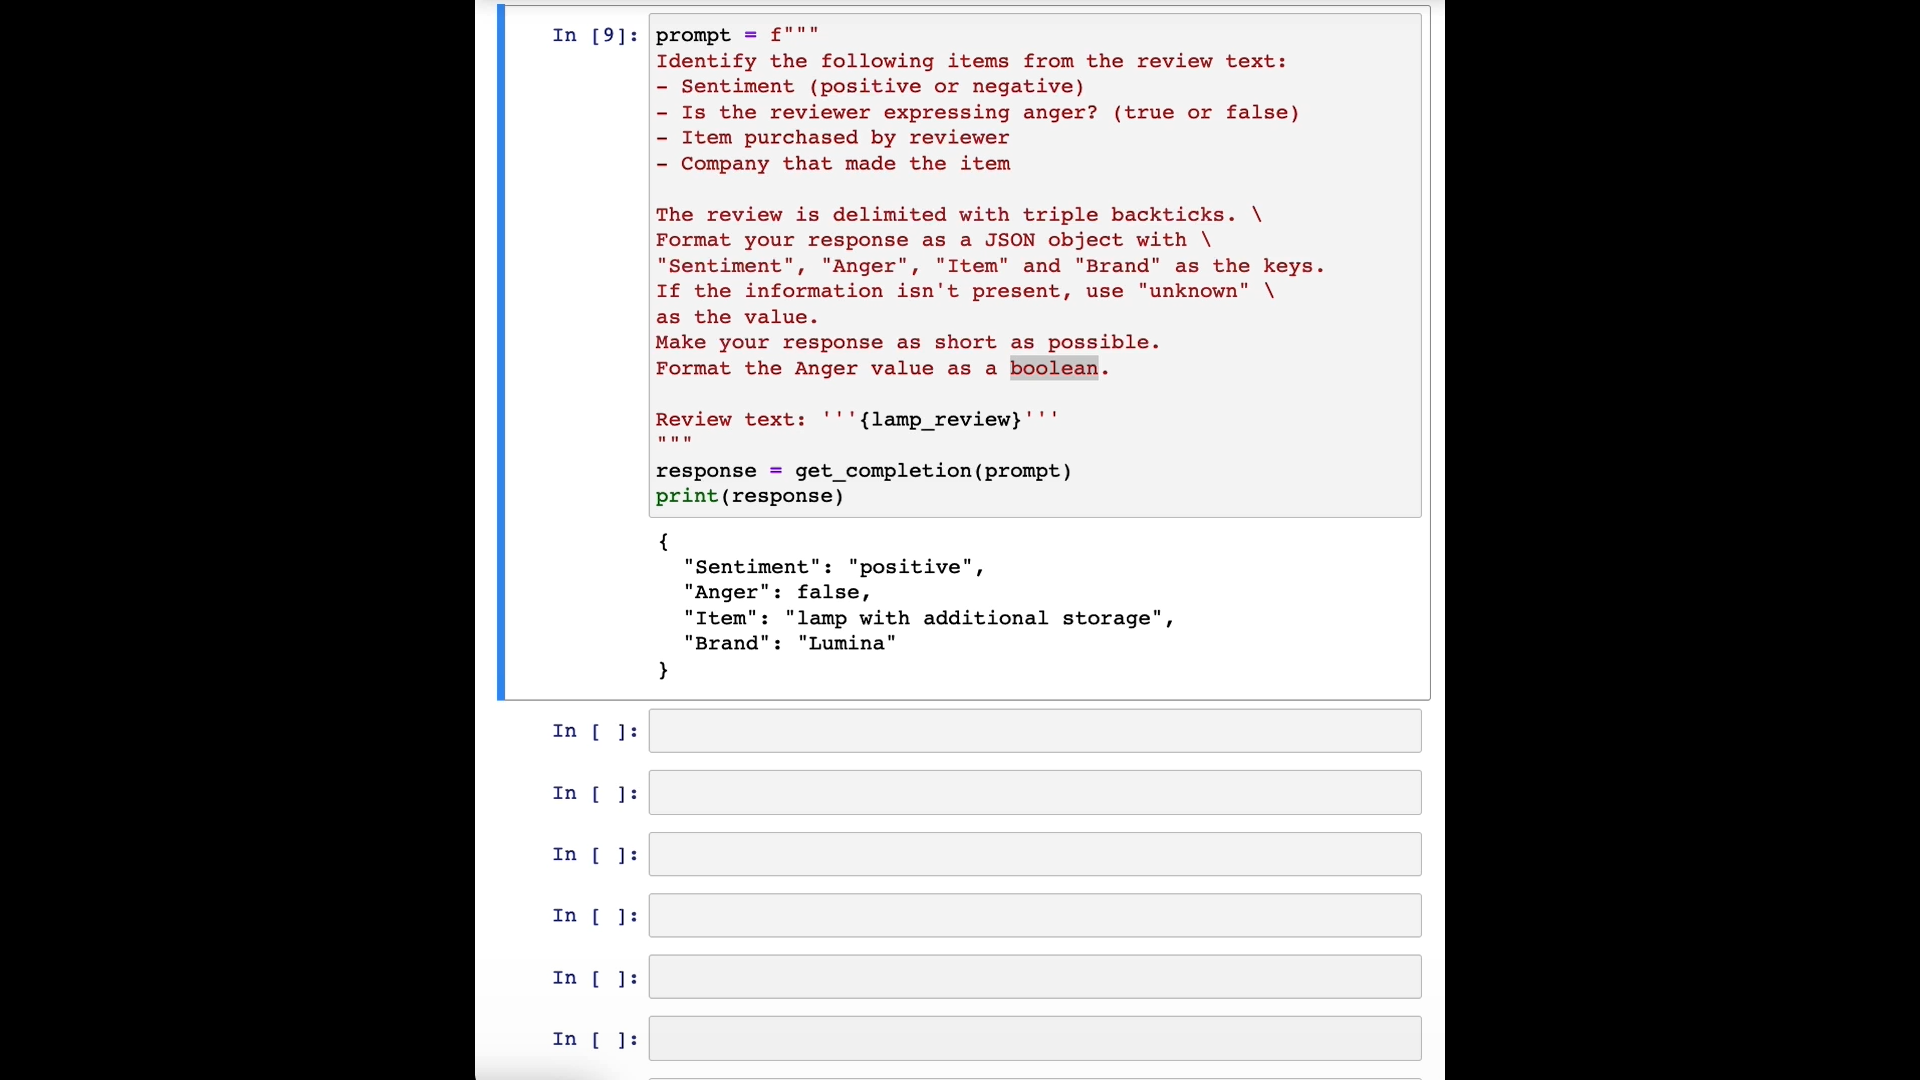 In [9]:
prompt = f"""
Identify the following items from the review text:
- Sentiment (positive or negative)
- Is the reviewer expressing anger? (true or false)
- Item purchased by reviewer
- Company that made the item

The review is delimited with triple backticks. \
Format your response as a JSON object with \
"Sentiment", "Anger", "Item" and "Brand" as the keys.
If the information isn't present, use "unknown" \
as the value.
Make your response as short as possible.
Format the Anger value as a boolean.

Review text: '''{lamp_review}'''
"""
response = get_completion(prompt)
print(response)
{
  "Sentiment": "positive",
  "Anger": false,
  "Item": "lamp with additional storage",
  "Brand": "Lumina"
}
In [ ]:
In [ ]:
In [ ]:
In [ ]:
In [ ]:
In [ ]: